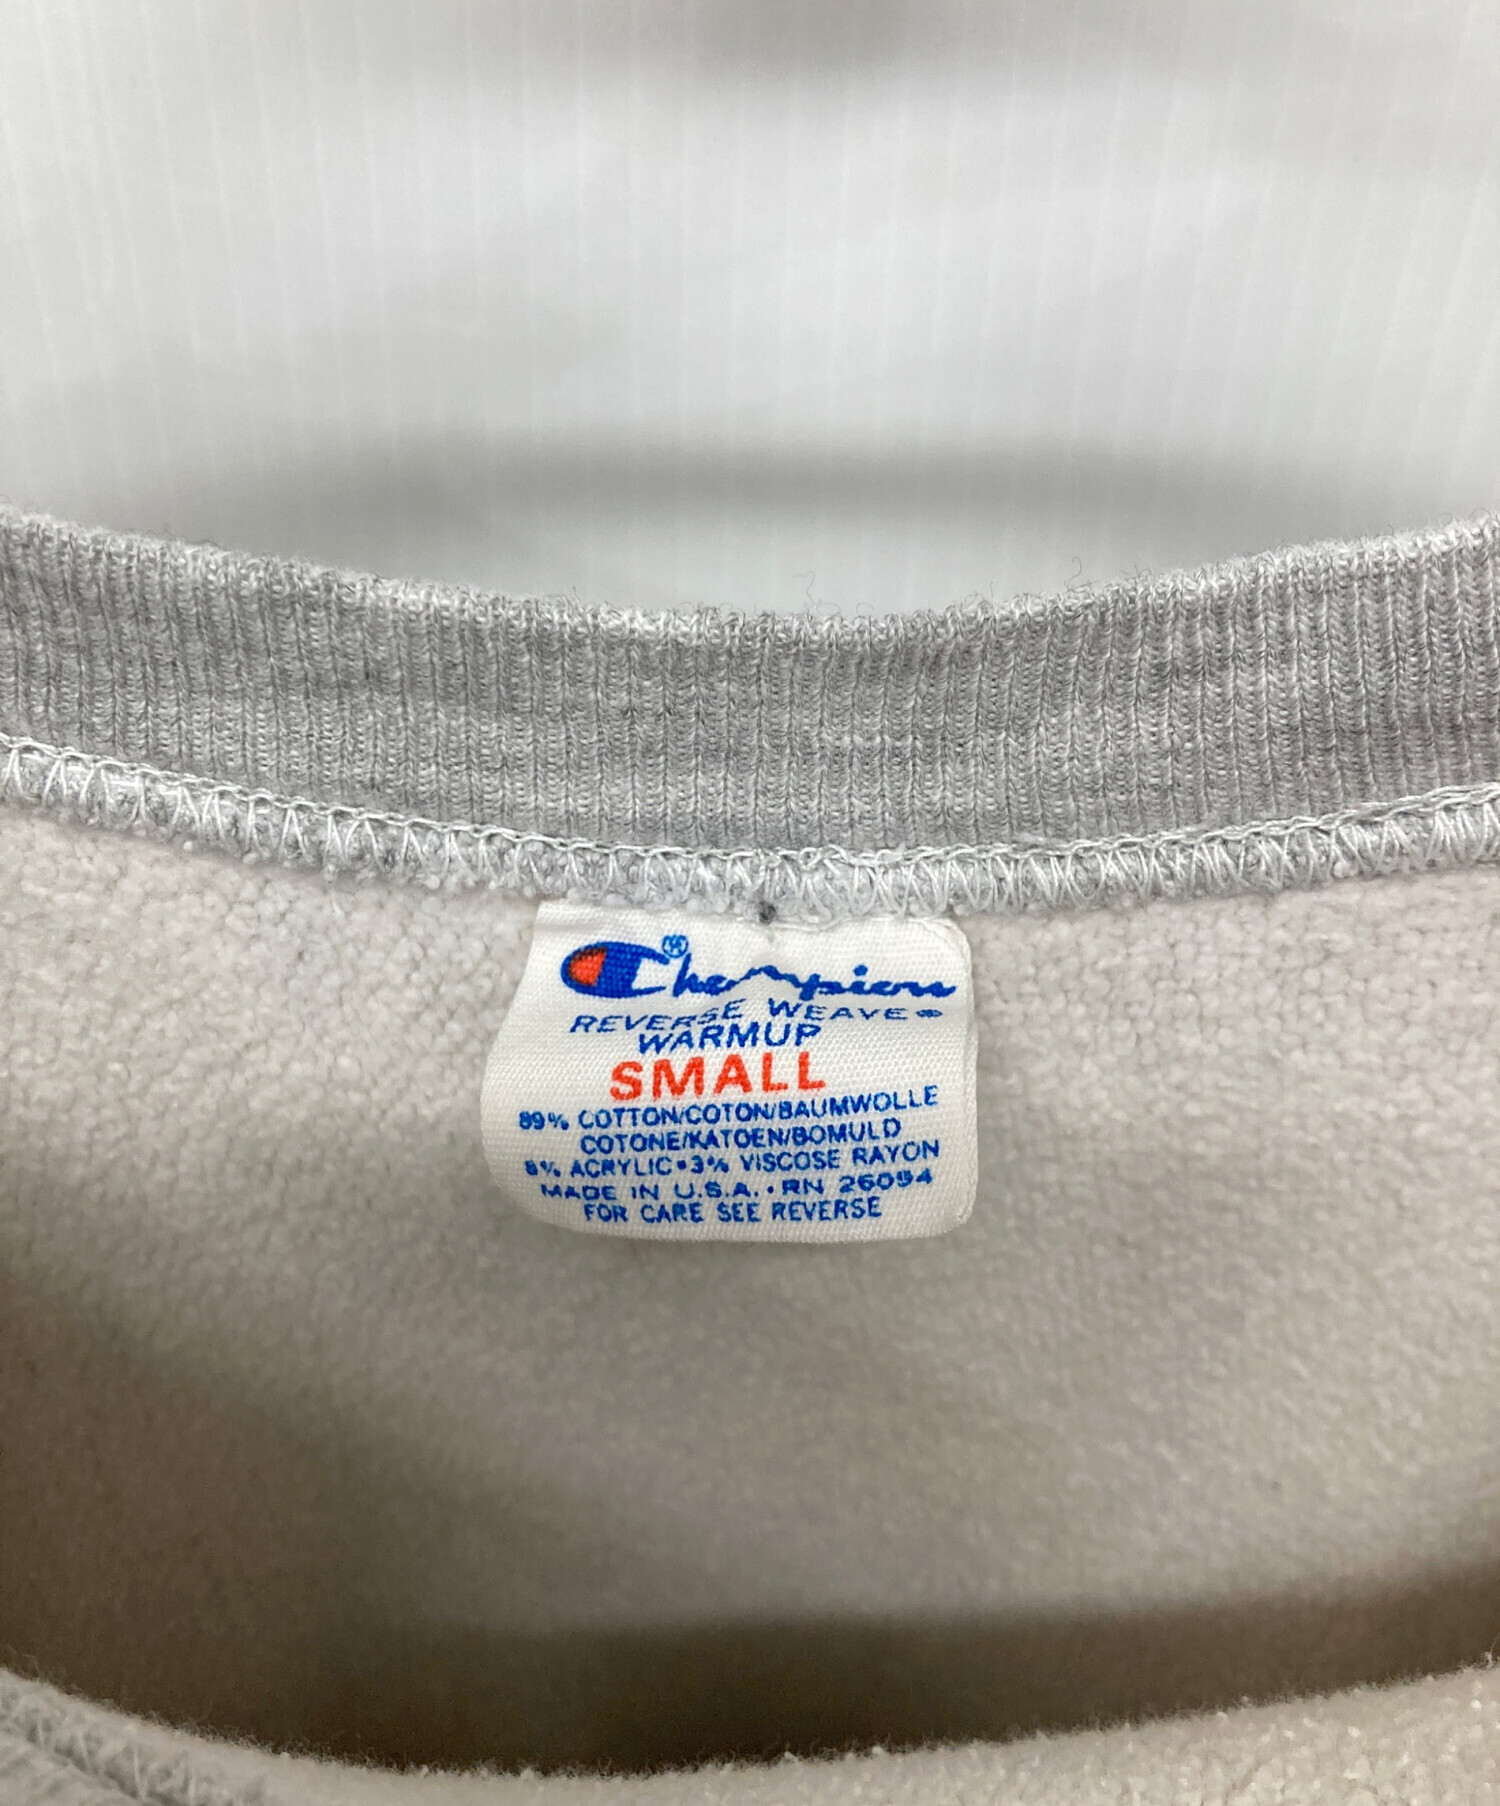 Champion®
REVERSE WEAVE®
WARMUP
SMALL
89% COTTON/COTON/BAUMWOLLE
COTONE/KATOEN/BOMULD
8% ACRYLIC•3% VISCOSE RAYON
MADE IN U.S.A. • RN 26094
FOR CARE SEE REVERSE